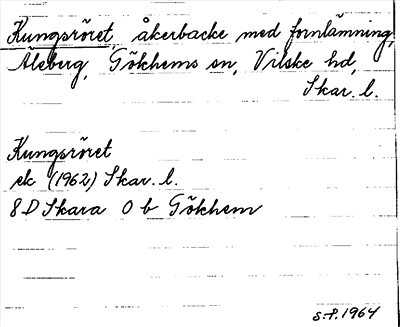 Kungsröret, åkerbacke med fornlämning,
Åleberg, Gökhems sn, Vilske hd,
Skar. l.
Kungsröret
ek (1962) Skar. l.
8 D Skara 0 b Gökhem
S.P. 1964